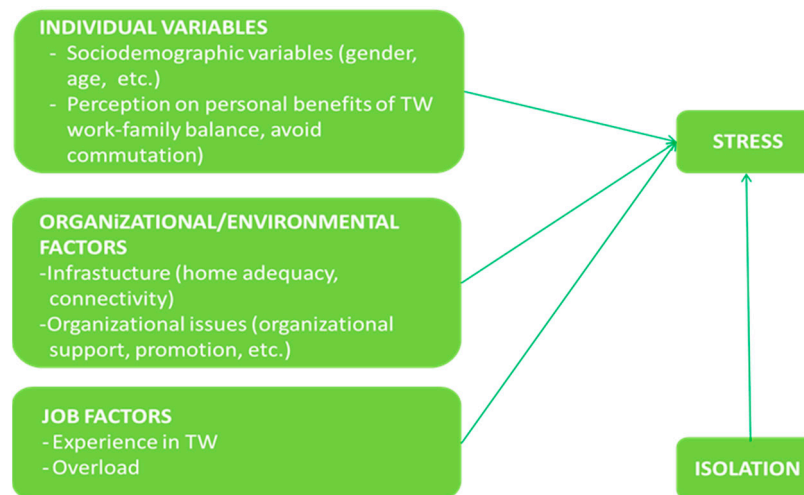 INDIVIDUAL VARIABLES
- Sociodemographic variables (gender,
age, etc.)
- Perception on personal benefits of TW
work-family balance, avoid
commutation)
STRESS
ORGANiZATIONAL/ENVIRONMENTAL
FACTORS
-Infrastucture (home adequacy,
connectivity)
-Organizational issues (organizational
support, promotion, etc.)
JOB FACTORS
-Experience in TW
-Overload
ISOLATION